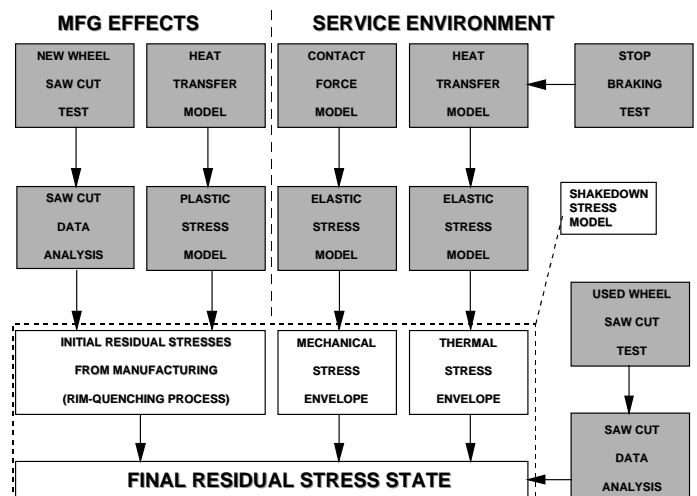 MFG EFFECTS
SERVICE ENVIRONMENT
NEW WHEEL
SAW CUT
TEST
HEAT
TRANSFER
MODEL
CONTACT
FORCE
MODEL
HEAT
TRANSFER
MODEL
STOP
BRAKING
TEST
SAW CUT
DATA
ANALYSIS
PLASTIC
STRESS
MODEL
ELASTIC
STRESS
MODEL
ELASTIC
STRESS
MODEL
SHAKEDOWN
STRESS
MODEL
USED WHEEL
SAW CUT
TEST
INITIAL RESIDUAL STRESSES
FROM MANUFACTURING
(RIM-QUENCHING PROCESS)
MECHANICAL
STRESS
ENVELOPE
THERMAL
STRESS
ENVELOPE
SAW CUT
DATA
ANALYSIS
FINAL RESIDUAL STRESS STATE